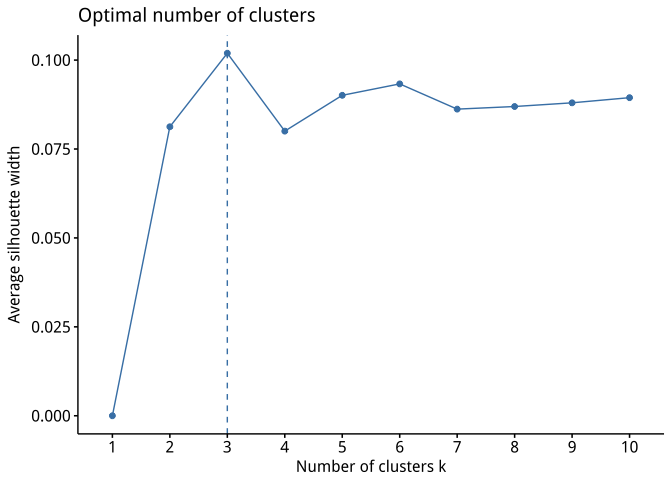 Optimal number of clusters
Average silhouette width
0.100
0.075
0.050
0.025
0.000
1 2 3 4 5 6 7 8 9 10
Number of clusters k